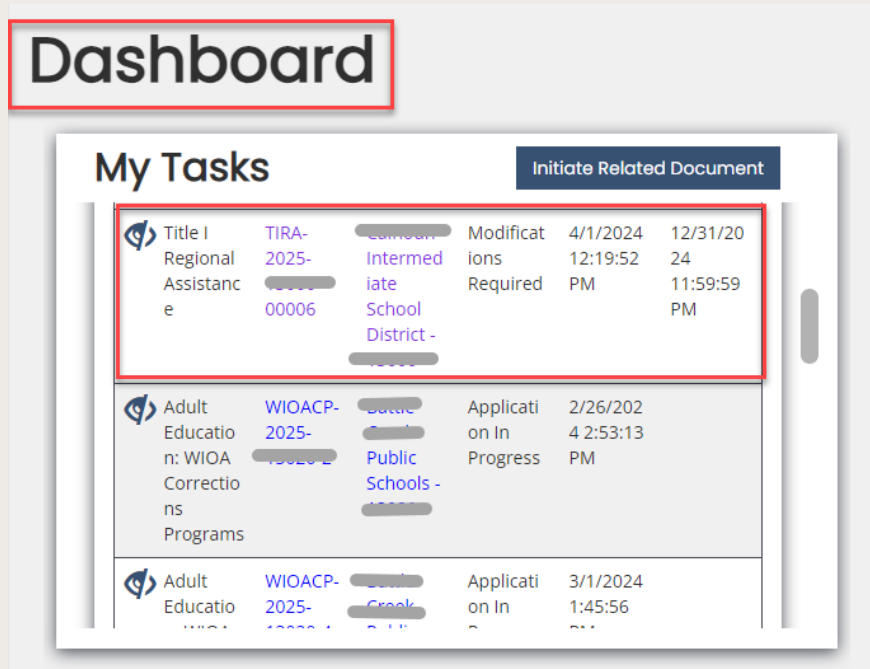 Dashboard
My Tasks
Initiate Related Document
Title I
Regional
Assistanc
e
TIRA-
2025-
00006
Intermed
iate
School
District -
Modificat
ions
Required
4/1/2024
12:19:52
PM
12/31/20
24
11:59:59
PM
Adult
Educatio
n: WIOA
Correctio
ns
Programs
WIOACP-
2025-
Public
Schools -
Applicati
on In
Progress
2/26/202
4 2:53:13
PM
Adult
Educatio
WIOACP-
2025-
Applicati
on In
3/1/2024
1:45:56